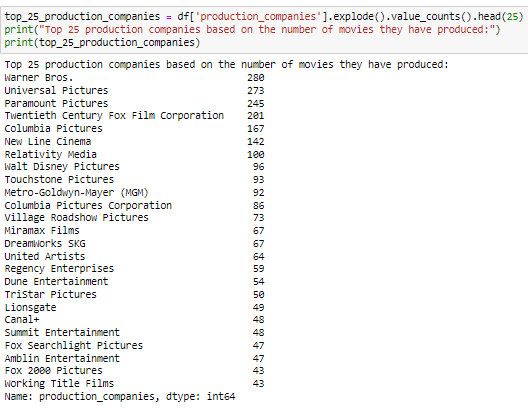 top_25_production_companies = df['production_companies'].explode().value_counts().head(25)
print("Top 25 production companies based on the number of movies they have produced:")
print(top_25_production_companies)
Top 25 production companies based on the number of movies they have produced:
Warner Bros. 280
Universal Pictures 273
Paramount Pictures 245
Twentieth Century Fox Film Corporation 201
Columbia Pictures 167
New Line Cinema 142
Relativity Media 100
Walt Disney Pictures 96
Touchstone Pictures 93
Metro-Goldwyn-Mayer (MGM) 92
Columbia Pictures Corporation 86
Village Roadshow Pictures 73
Miramax Films 67
DreamWorks SKG 67
United Artists 64
Regency Enterprises 59
Dune Entertainment 54
TriStar Pictures 50
Lionsgate 49
Canal+ 48
Summit Entertainment 48
Fox Searchlight Pictures 47
Amblin Entertainment 47
Fox 2000 Pictures 43
Working Title Films 43
Name: production_companies, dtype: int64